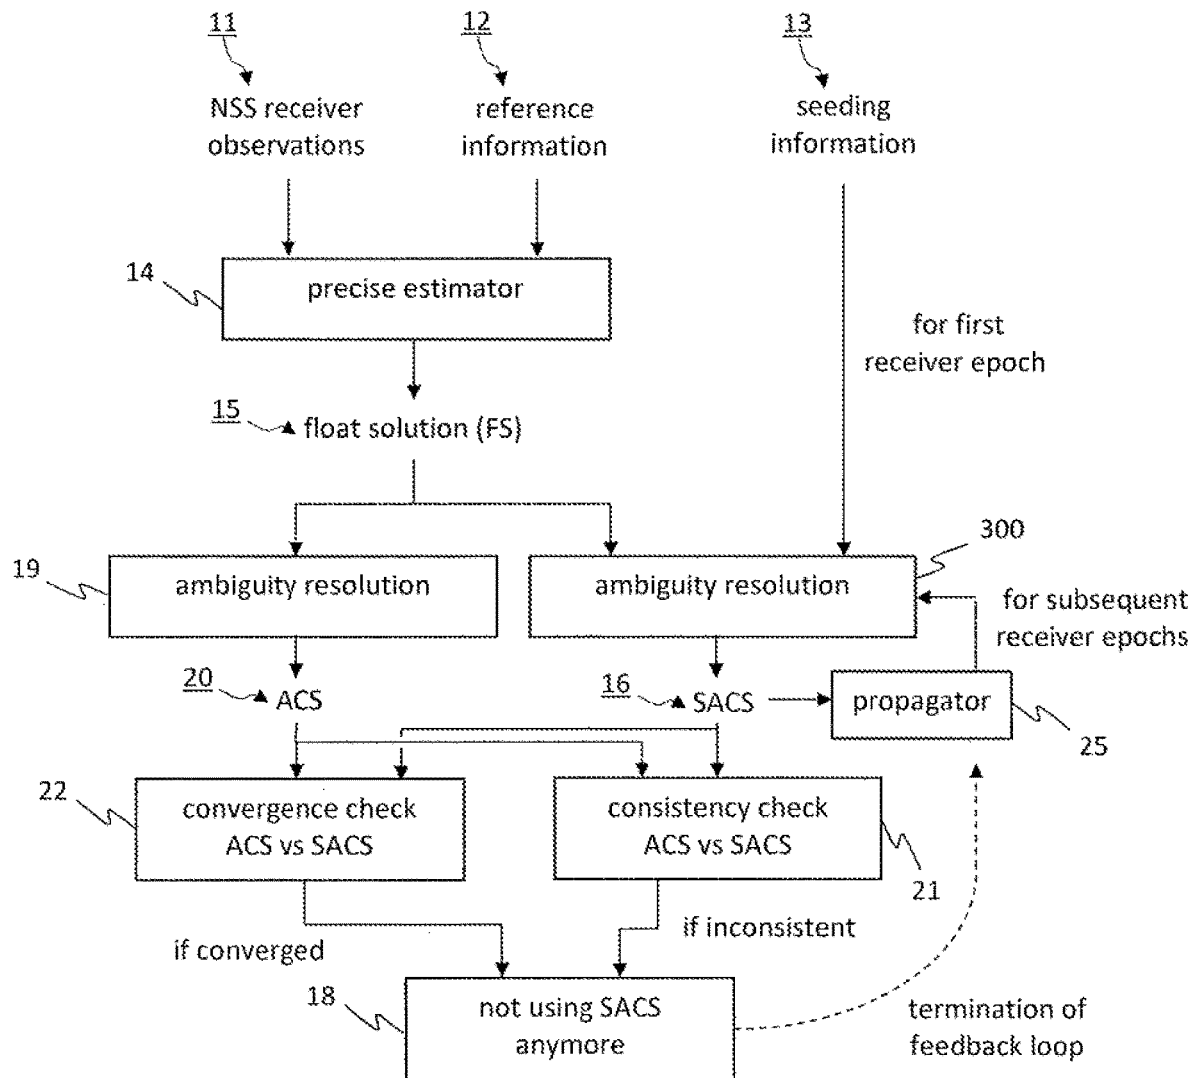 11
12
13
NSS receiver
observations
reference
information
seeding
information
14
precise estimator
for first
receiver epoch
15
float solution (FS)
300
19
ambiguity resolution
ambiguity resolution
for subsequent
receiver epochs
20
ACS
16
SACS
propagator
25
22
convergence check
ACS vs SACS
consistency check
ACS vs SACS
21
if converged
if inconsistent
18
not using SACS
anymore
termination of
feedback loop